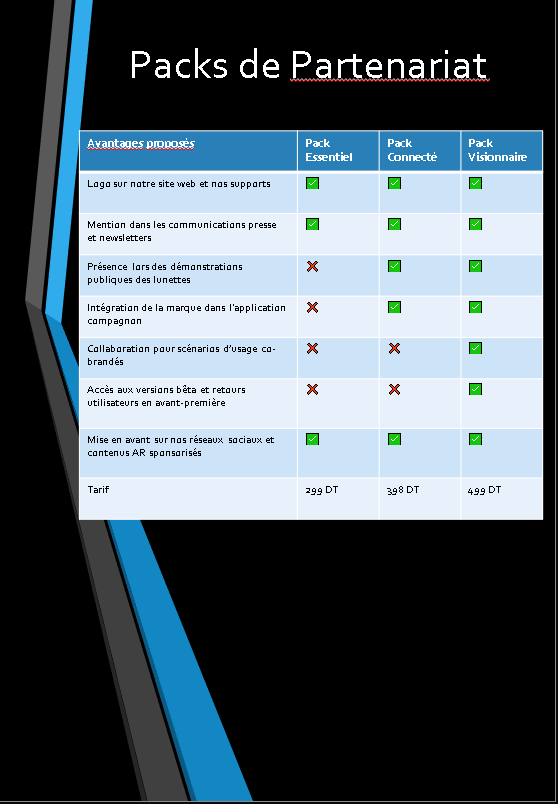 Packs de Partenariat
Avantages proposés
Pack
Essentiel
Pack
Connecté
Pack
Visionnaire
Logo sur notre site web et nos supports
Mention dans les communications presse
et newsletters
Présence lors des démonstrations
publiques des lunettes
Intégration de la marque dans l'application
compagnon
Collaboration pour scénarios d'usage co-
brandés
Accès aux versions bêta et retours
utilisateurs en avant-première
Mise en avant sur nos réseaux sociaux et
contenus AR sponsorisés
Tarif
299 DT
398 DT
499 DT